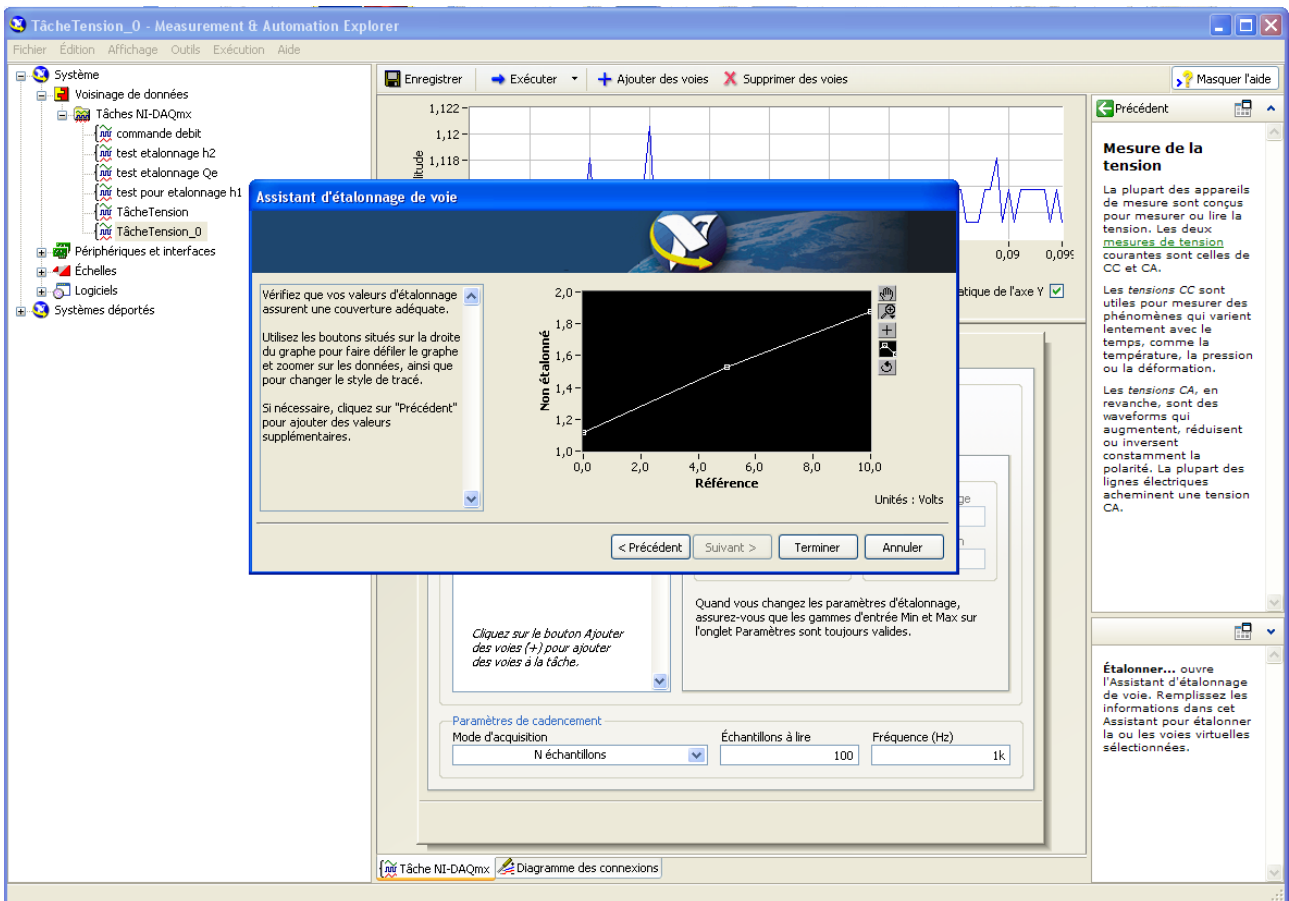 TâcheTension_0 - Measurement & Automation Explorer
Fichier Édition Affichage Outils Exécution Aide
Système
Voisinage de données
Tâches NI-DAQmx
commande debit
test etalonnage h2
test etalonnage Qe
test pour etalonnage h1
TâcheTension
TâcheTension_0
Périphériques et interfaces
Échelles
Logiciels
Systèmes déportés
Enregistrer Exécuter Ajouter des voies Supprimer des voies Masquer l'aide
1,122
1,12
1,118
0,09 0,099
Assistant d'étalonnage de voie
Vérifiez que vos valeurs d'étalonnage
assurent une couverture adéquate.
Utilisez les boutons situés sur la droite
du graphe pour faire défiler le graphe
et zoomer sur les données, ainsi que
pour changer le style de tracé.
Si nécessaire, cliquez sur "Précédent"
pour ajouter des valeurs
supplémentaires.
Non étalonné
2,0
1,8
1,6
1,4
1,2
1,0
0,0 2,0 4,0 6,0 8,0 10,0
Référence
Unités : Volts
< Précédent Suivant > Terminer Annuler
de l'axe Y
Quand vous changez les paramètres d'étalonnage,
assurez-vous que les gammes d'entrée Min et Max sur
l'onglet Paramètres sont toujours valides.
Cliquez sur le bouton Ajouter
des voies (+) pour ajouter
des voies à la tâche.
Paramètres de cadencement
Mode d'acquisition Échantillons à lire Fréquence (Hz)
N échantillons 100 1k
Tâche NI-DAQmx Diagramme des connexions
Précédent
Mesure de la
tension
La plupart des appareils
de mesure sont conçus
pour mesurer ou lire la
tension. Les deux
mesures de tension
courantes sont celles de
CC et CA.
Les tensions CC sont
utiles pour mesurer des
phénomènes qui varient
lentement avec le
temps, comme la
température, la pression
ou la déformation.
Les tensions CA, en
revanche, sont des
waveforms qui
augmentent, réduisent
ou inversent
constamment la
polarité. La plupart des
lignes électriques
acheminent une tension
CA.
Étalonner... ouvre
l'Assistant d'étalonnage
de voie. Remplissez les
informations dans cet
Assistant pour étalonner
la ou les voies virtuelles
sélectionnées.